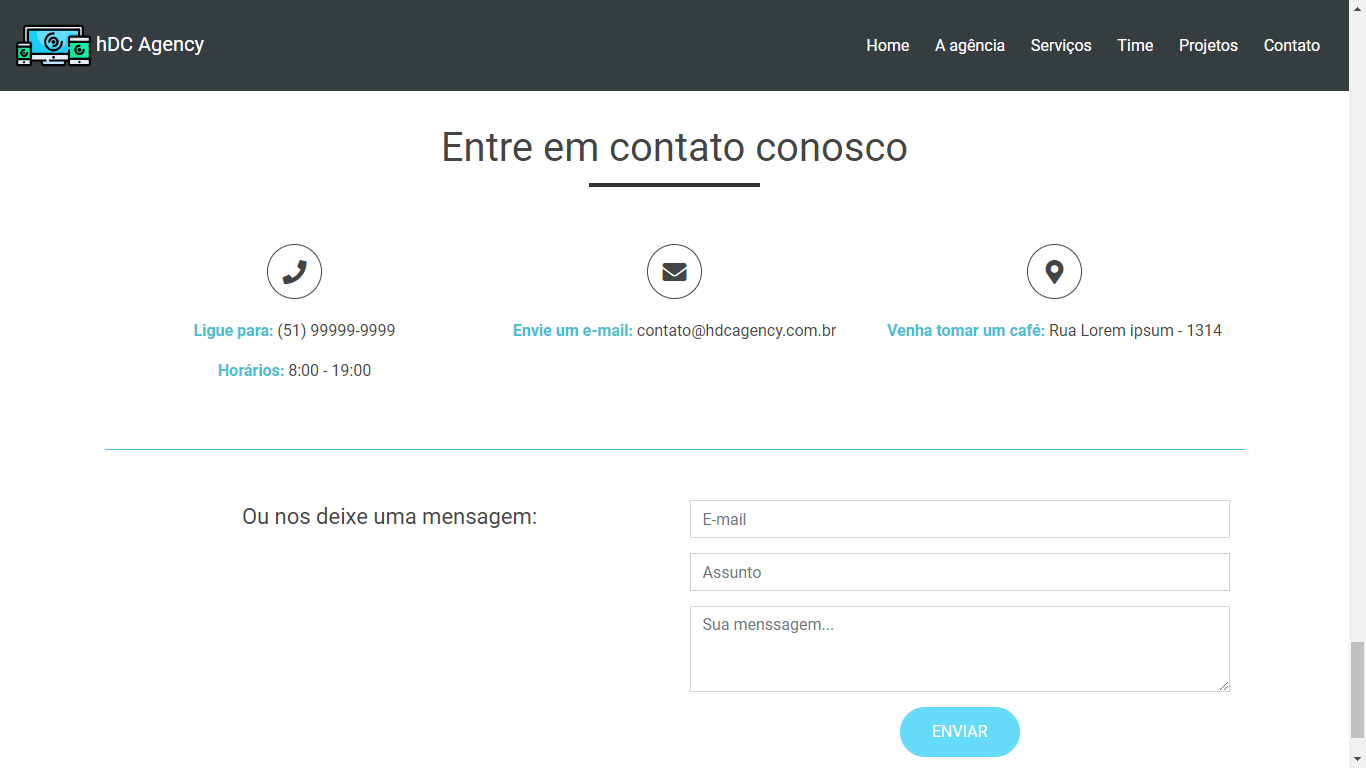 hDC Agency
Home A agência Serviços Time Projetos Contato
Entre em contato conosco
Ligue para: (51) 99999-9999
Horários: 8:00 - 19:00
Envie um e-mail: contato@hdcagency.com.br
Venha tomar um café: Rua Lorem ipsum - 1314
Ou nos deixe uma mensagem:
E-mail
Assunto
Sua menssagem...
ENVIAR